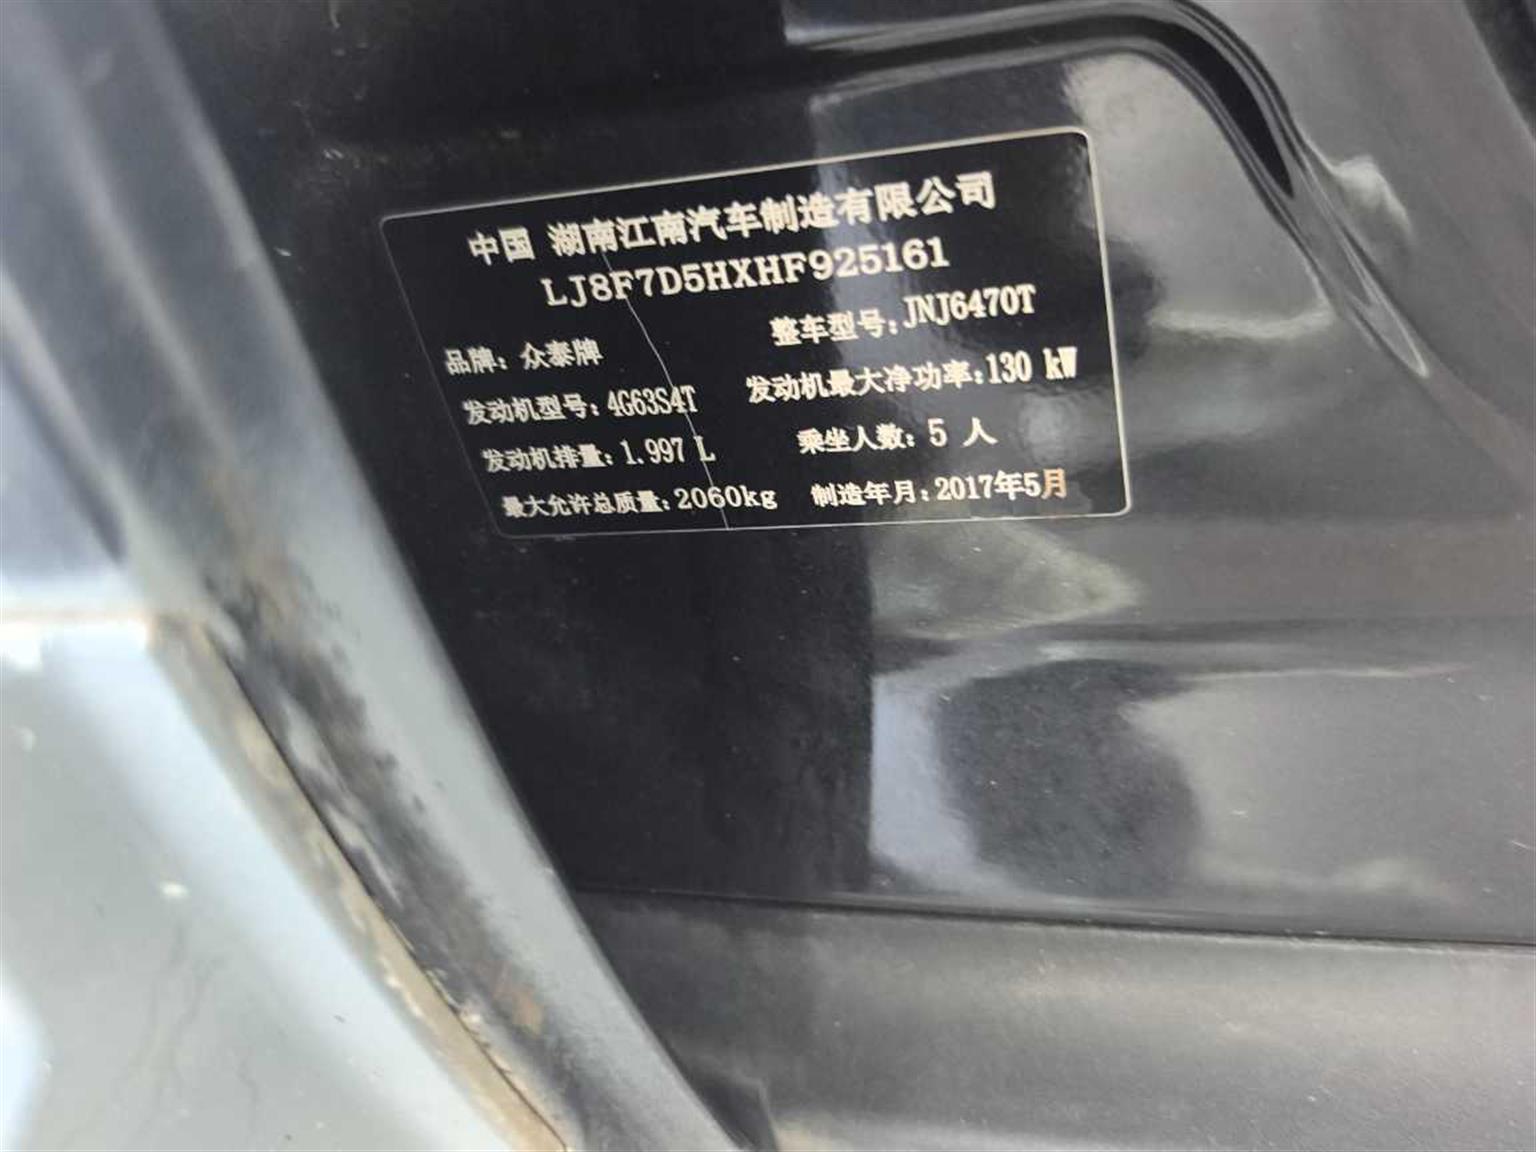 中国 湖南江南汽车制造有限公司
LJ8F7D5HXHF925161
品牌：众泰牌 整车型号：JNJ6470T
发动机型号：4G63S4T 发动机最大净功率：130 kW
发动机排量：1.997 L 乘坐人数：5 人
最大允许总质量：2060kg 制造年月：2017年5月